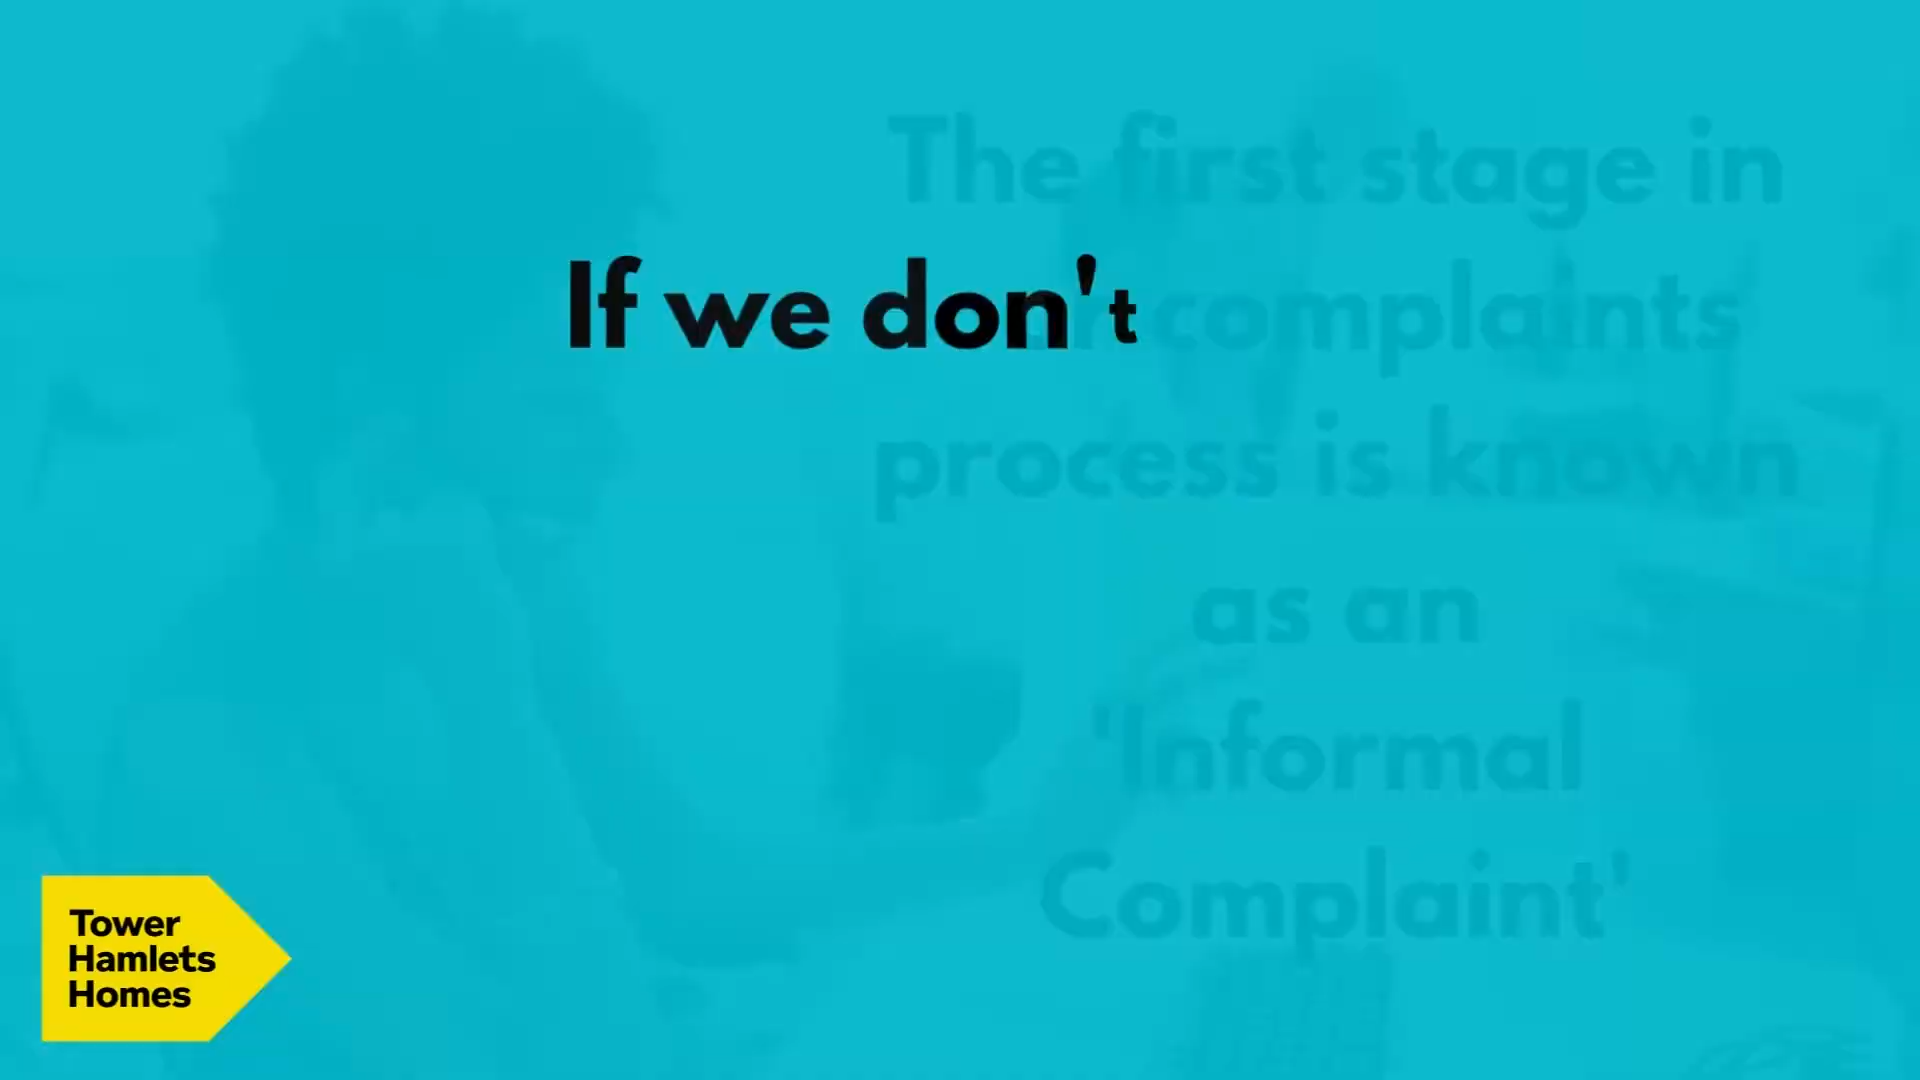 The first stage in
If we don't
complaints
process is known
as an
'Informal
Complaint'
Tower
Hamlets
Homes